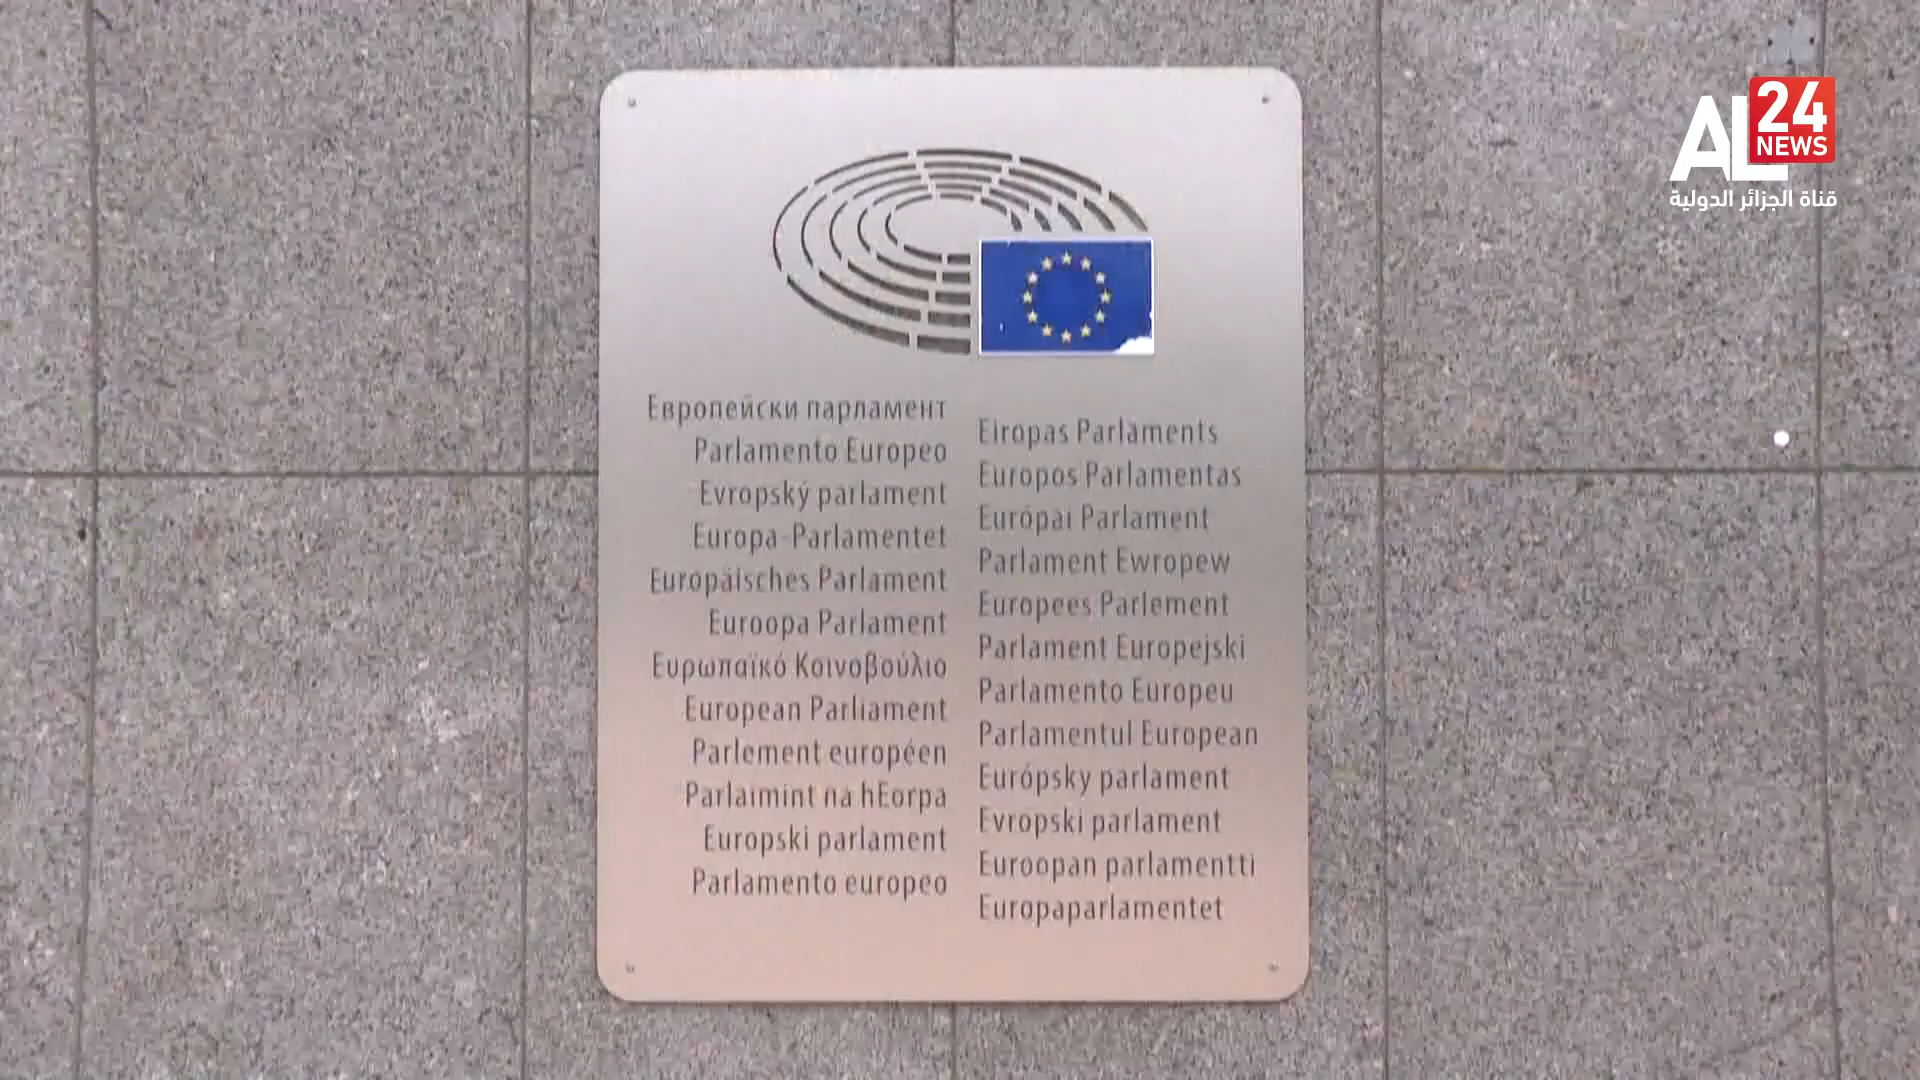 AL
24
NEWS
قناة الجزائر الدولية
Европейски парламент
Parlamento Europeo
Evropský parlament
Europa-Parlamentet
Europäisches Parlament
Euroopa Parlament
Ευρωπαϊκό Κοινοβούλιο
European Parliament
Parlement européen
Parlaimint na hEorpa
Europski parlament
Parlamento europeo
Eiropas Parlaments
Europos Parlamentas
Európai Parlament
Parlament Ewropew
Europees Parlement
Parlament Europejski
Parlamento Europeu
Parlamentul European
Európsky parlament
Evropski parlament
Euroopan parlamentti
Europaparlamentet